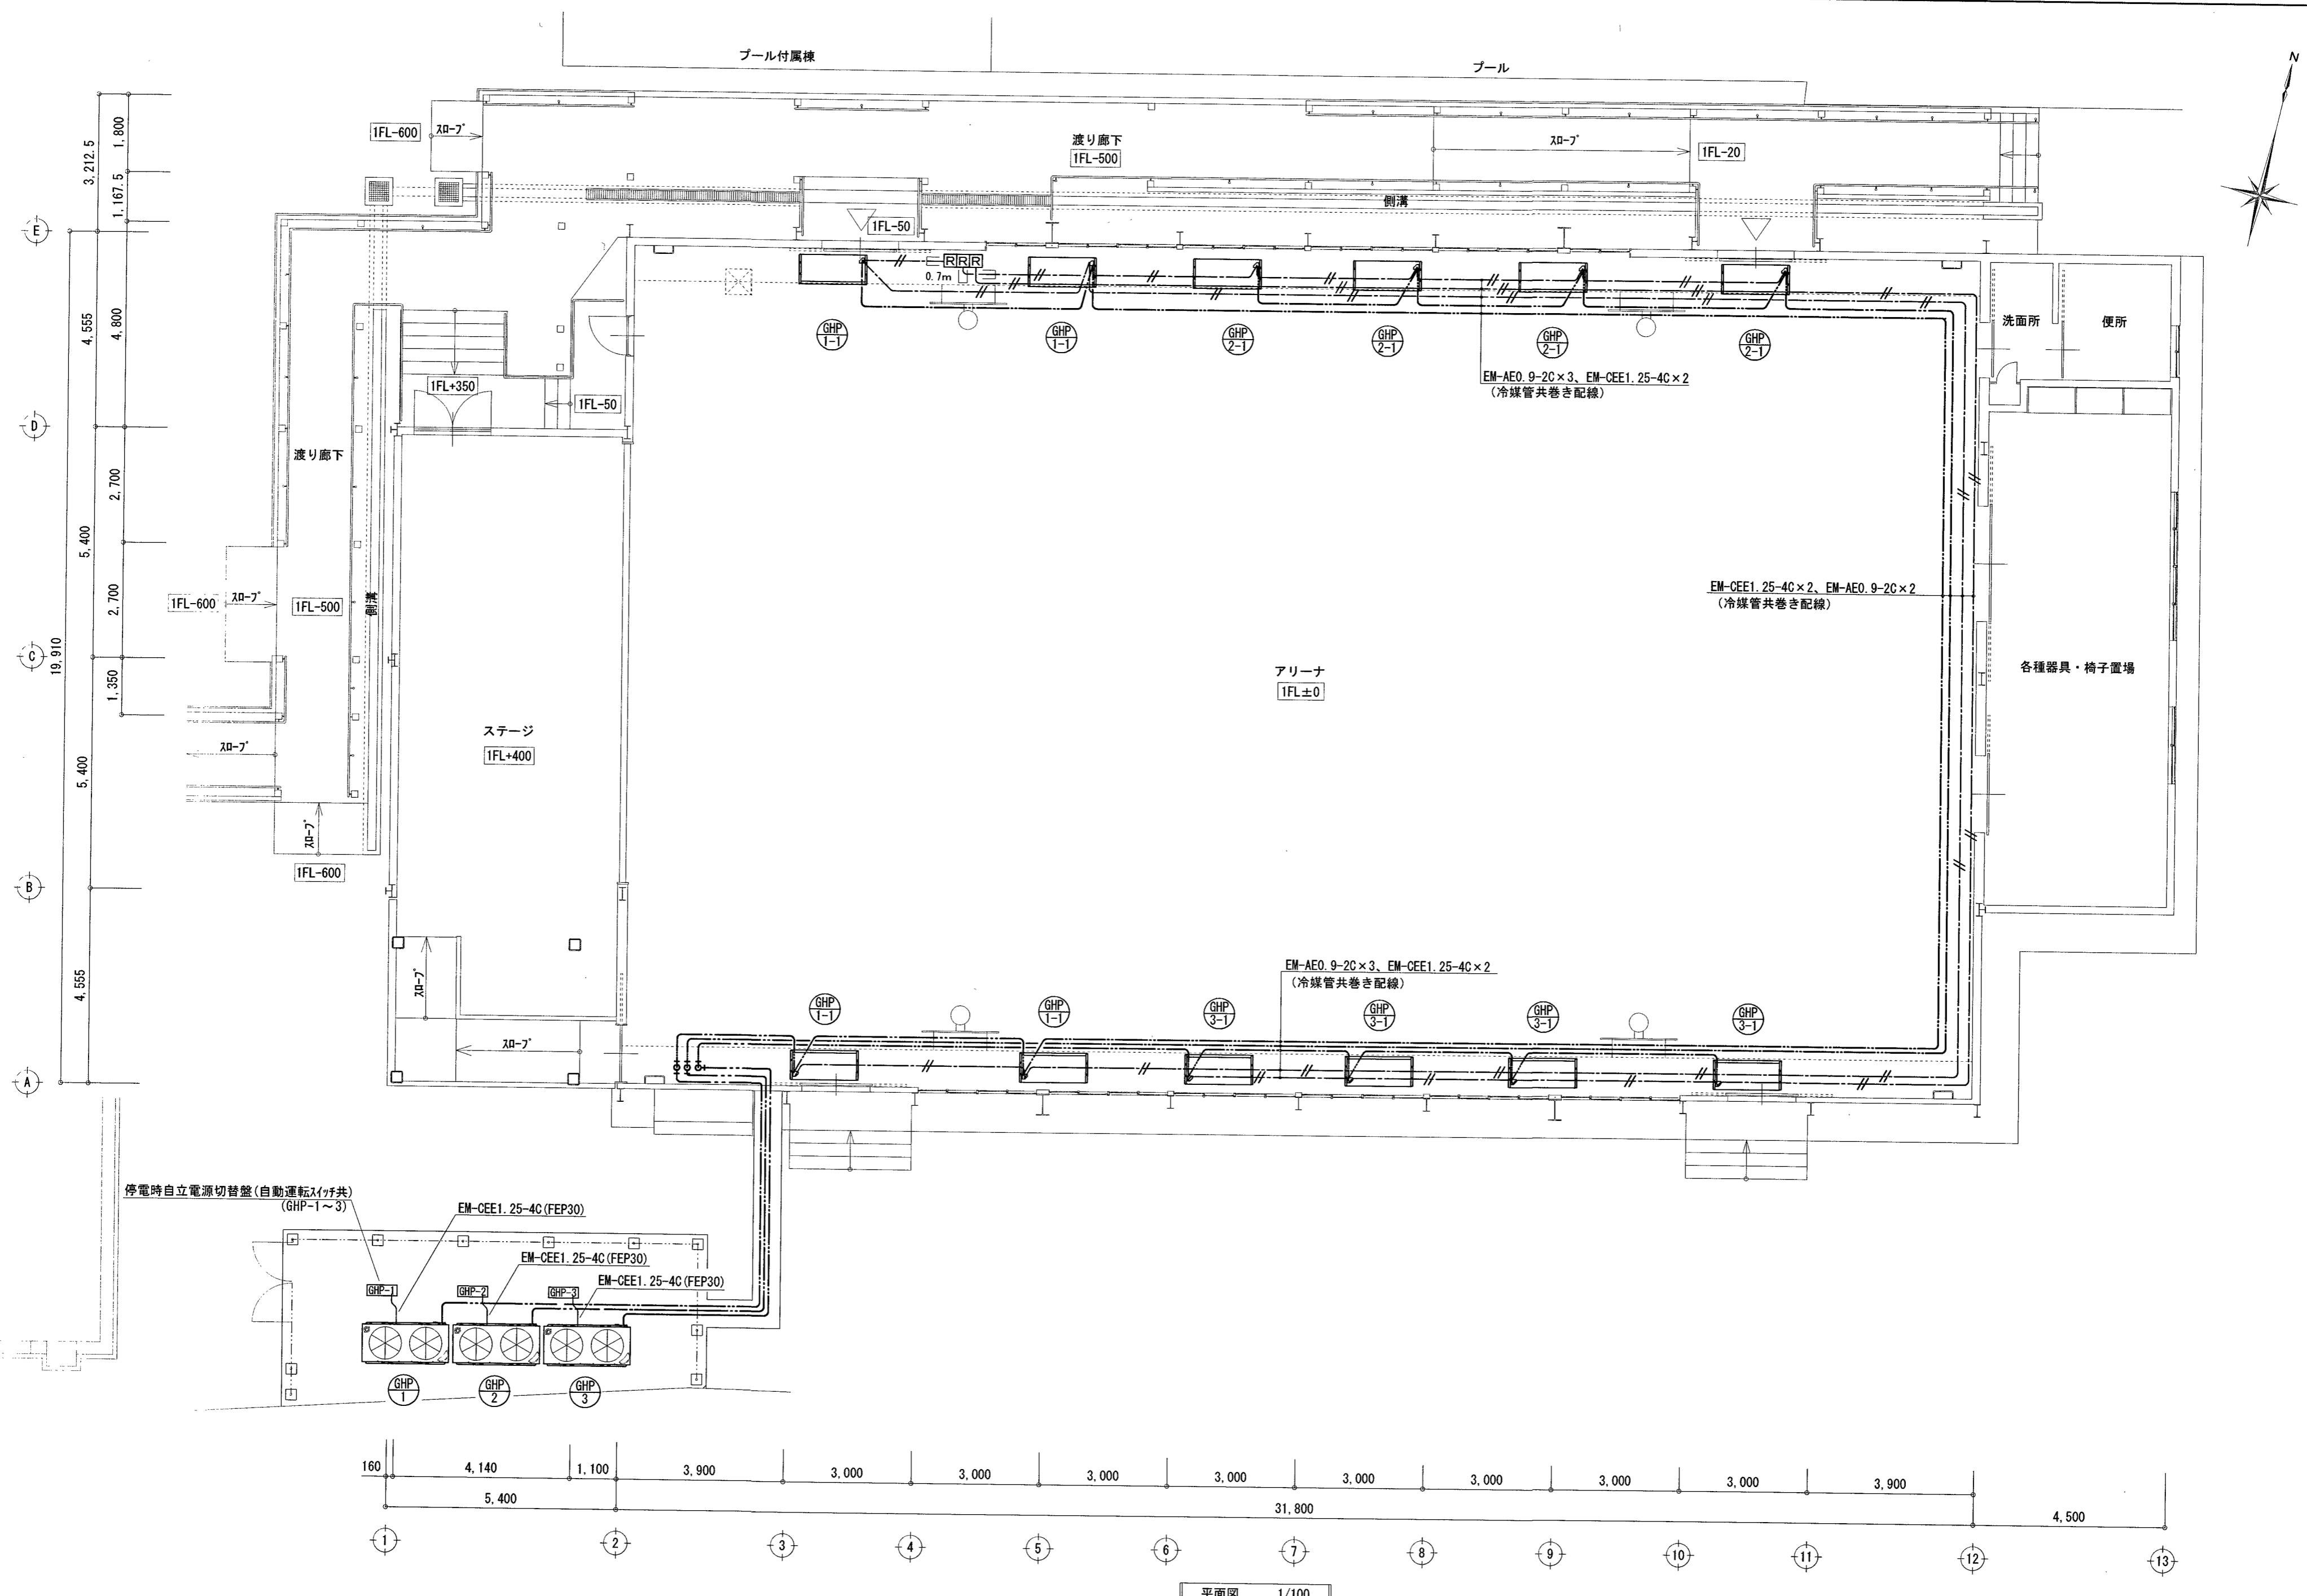 プール付属棟
プール
N
1FL-600
ｽﾛｰﾌﾟ
渡り廊下
1FL-500
ｽﾛｰﾌﾟ
1FL-20
側溝
1FL-50
3,212.5
1,800
1,167.5
E
RRR
0.7m
GHP
1-1
GHP
1-1
GHP
2-1
GHP
2-1
GHP
2-1
GHP
2-1
洗面所
便所
EM-AE0.9-2C×3、EM-CEE1.25-4C×2
(冷媒管共巻き配線)
4,555
4,800
1FL+350
1FL-50
D
渡り廊下
2,700
5,400
2,700
1FL-600
ｽﾛｰﾌﾟ
1FL-500
側溝
EM-CEE1.25-4C×2、EM-AE0.9-2C×2
(冷媒管共巻き配線)
C
19,910
1,350
アリーナ
1FL±0
各種器具・椅子置場
ステージ
1FL+400
ｽﾛｰﾌﾟ
5,400
ｽﾛｰﾌﾟ
1FL-600
B
4,555
ｽﾛｰﾌﾟ
ｽﾛｰﾌﾟ
EM-AE0.9-2C×3、EM-CEE1.25-4C×2
(冷媒管共巻き配線)
GHP
1-1
GHP
1-1
GHP
3-1
GHP
3-1
GHP
3-1
GHP
3-1
A
停電時自立電源切替盤(自動運転ｽｲｯﾁ共)
(GHP-1～3)
EM-CEE1.25-4C(FEP30)
EM-CEE1.25-4C(FEP30)
EM-CEE1.25-4C(FEP30)
GHP-1
GHP-2
GHP-3
GHP
1
GHP
2
GHP
3
160
4,140
1,100
3,900
3,000
3,000
3,000
3,000
3,000
3,000
3,000
3,000
3,900
5,400
31,800
4,500
1
2
3
4
5
6
7
8
9
10
11
12
13
平面図 1/100